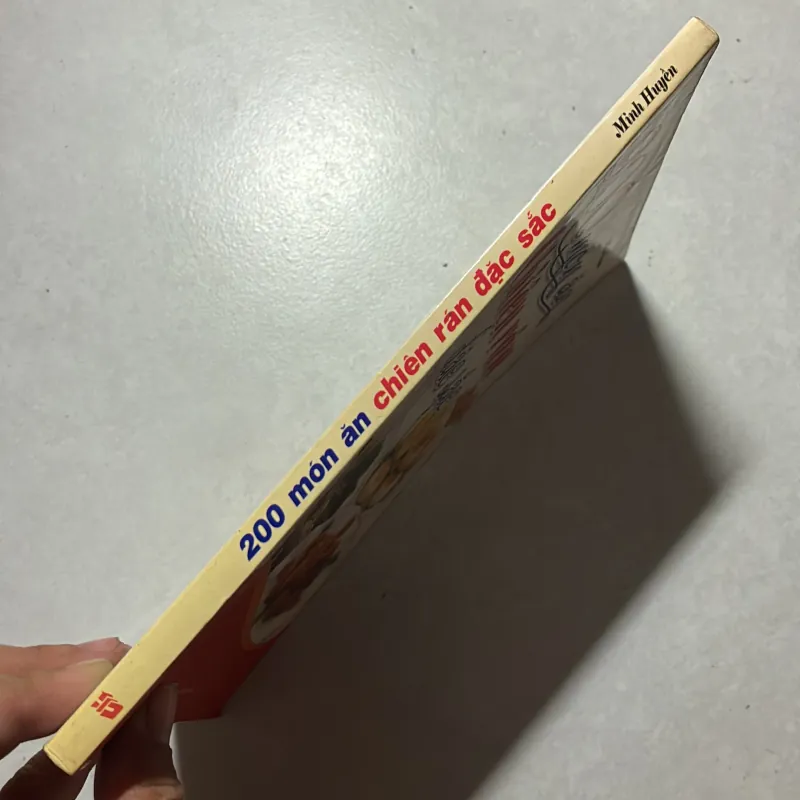 200 món ăn chiên rán đặc sắc
Minh Huyền